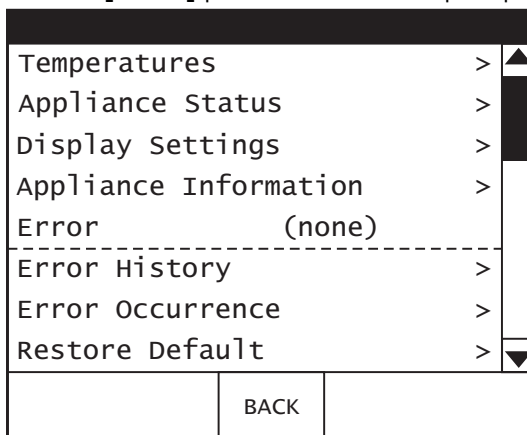 Temperatures >
Appliance Status >
Display Settings >
Appliance Information >
Error (none)
Error History >
Error Occurrence >
Restore Default >
BACK